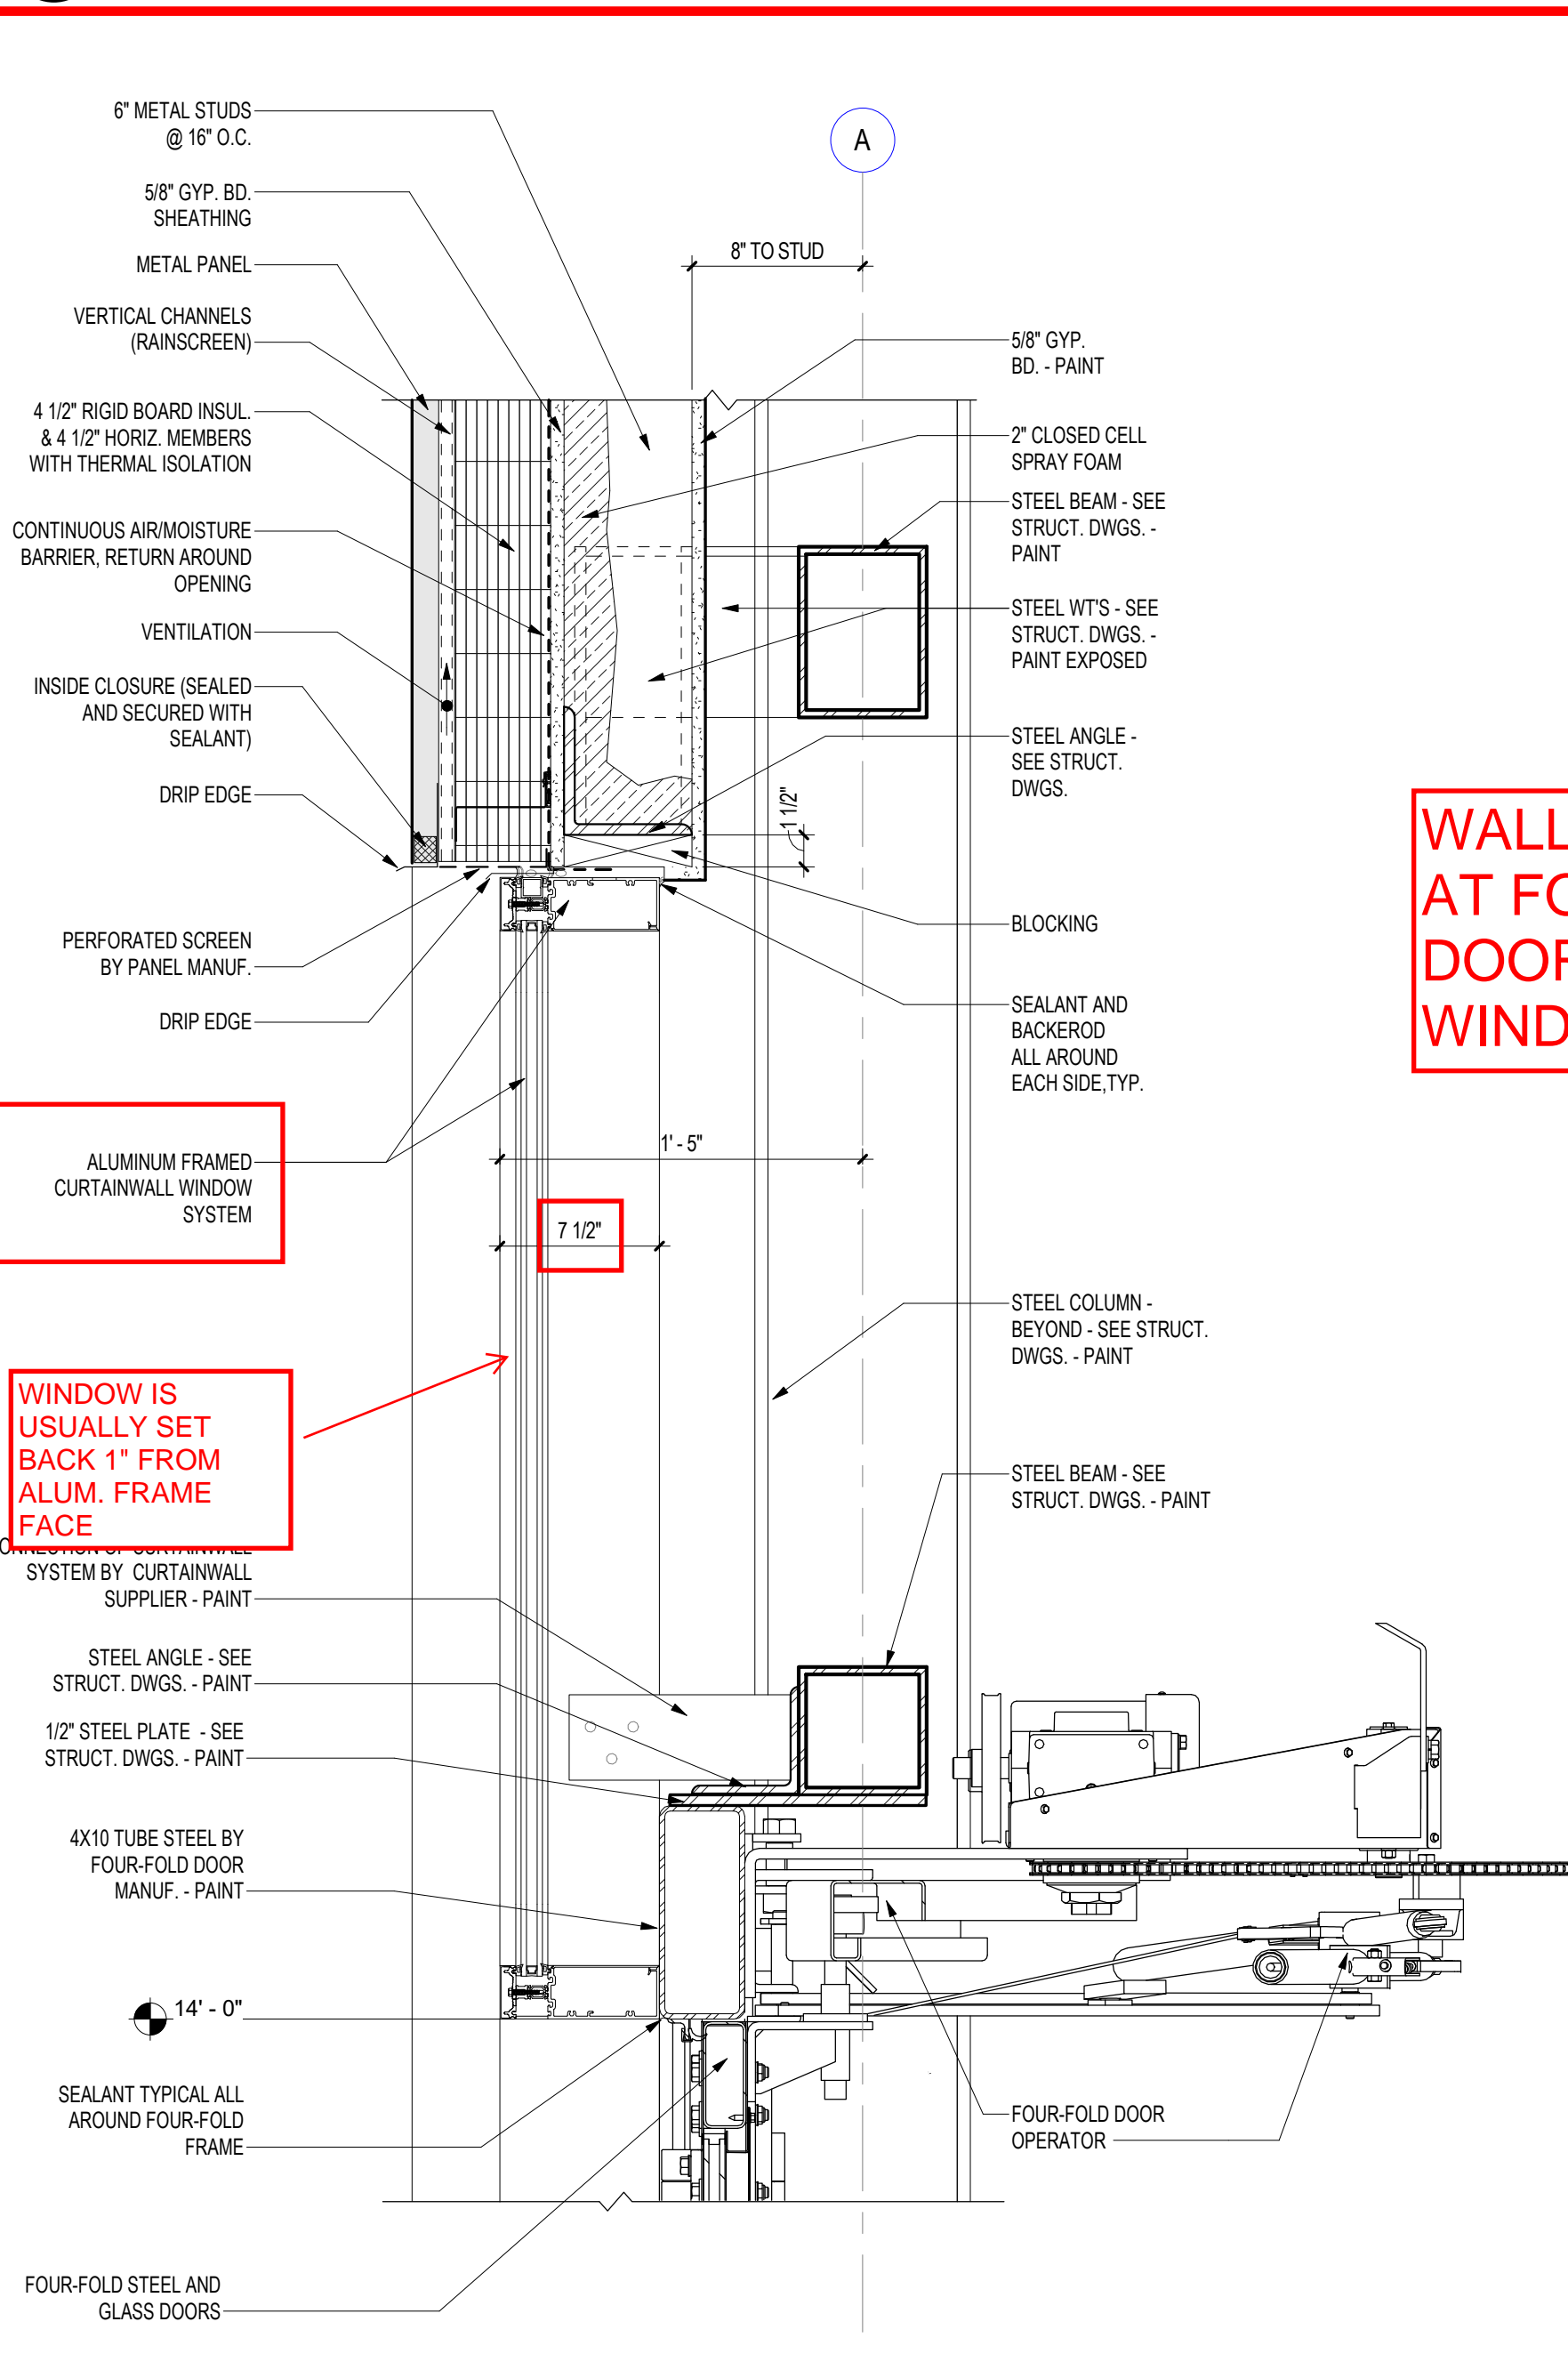 6" METAL STUDS
@ 16" O.C.
5/8" GYP. BD.
SHEATHING
METAL PANEL
VERTICAL CHANNELS
(RAINSCREEN)
4 1/2" RIGID BOARD INSUL.
& 4 1/2" HORIZ. MEMBERS
WITH THERMAL ISOLATION
CONTINUOUS AIR/MOISTURE
BARRIER, RETURN AROUND
OPENING
VENTILATION
INSIDE CLOSURE (SEALED
AND SECURED WITH
SEALANT)
DRIP EDGE
PERFORATED SCREEN
BY PANEL MANUF.
DRIP EDGE
ALUMINUM FRAMED
CURTAINWALL WINDOW
SYSTEM
WINDOW IS
USUALLY SET
BACK 1" FROM
ALUM. FRAME
FACE
SYSTEM BY CURTAINWALL
SUPPLIER - PAINT
STEEL ANGLE - SEE
STRUCT. DWGS. - PAINT
1/2" STEEL PLATE - SEE
STRUCT. DWGS. - PAINT
4X10 TUBE STEEL BY
FOUR-FOLD DOOR
MANUF. - PAINT
14' - 0"
SEALANT TYPICAL ALL
AROUND FOUR-FOLD
FRAME
FOUR-FOLD STEEL AND
GLASS DOORS
A
8" TO STUD
1 1/2"
1' - 5"
7 1/2"
5/8" GYP.
BD. - PAINT
2" CLOSED CELL
SPRAY FOAM
STEEL BEAM - SEE
STRUCT. DWGS. -
PAINT
STEEL WT'S - SEE
STRUCT. DWGS. -
PAINT EXPOSED
STEEL ANGLE -
SEE STRUCT.
DWGS.
BLOCKING
SEALANT AND
BACKEROD
ALL AROUND
EACH SIDE,TYP.
STEEL COLUMN -
BEYOND - SEE STRUCT.
DWGS. - PAINT
STEEL BEAM - SEE
STRUCT. DWGS. - PAINT
FOUR-FOLD DOOR
OPERATOR
WALL
AT FO
DOOR
WIND